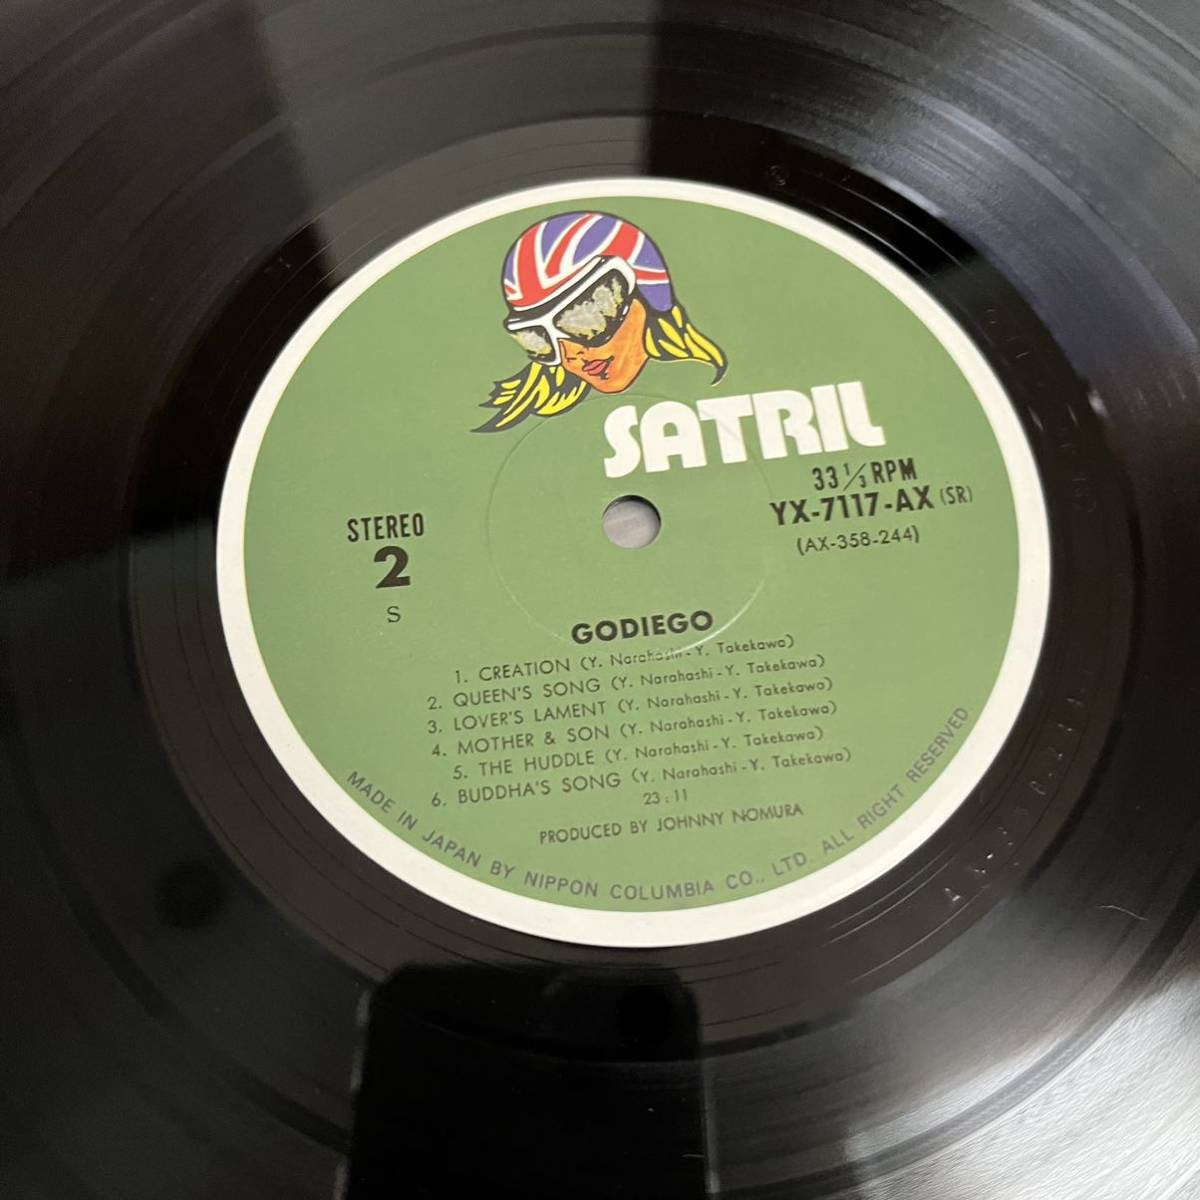 SATRIL
33 1/3 RPM
YX-7117-AX (SR)
(AX-358-244)
STEREO
2
S
GODIEGO
1. CREATION (Y. Narahashi-Y. Takekawa)
2. QUEEN'S SONG (Y. Narahashi-Y. Takekawa)
3. LOVER'S LAMENT (Y. Narahashi-Y. Takekawa)
4. MOTHER & SON (Y. Narahashi-Y. Takekawa)
5. THE HUDDLE (Y. Narahashi-Y. Takekawa)
6. BUDDHA'S SONG (Y. Narahashi-Y. Takekawa)
23:11
PRODUCED BY JOHNNY NOMURA
MADE IN JAPAN BY NIPPON COLUMBIA CO., LTD. ALL RIGHT RESERVED.